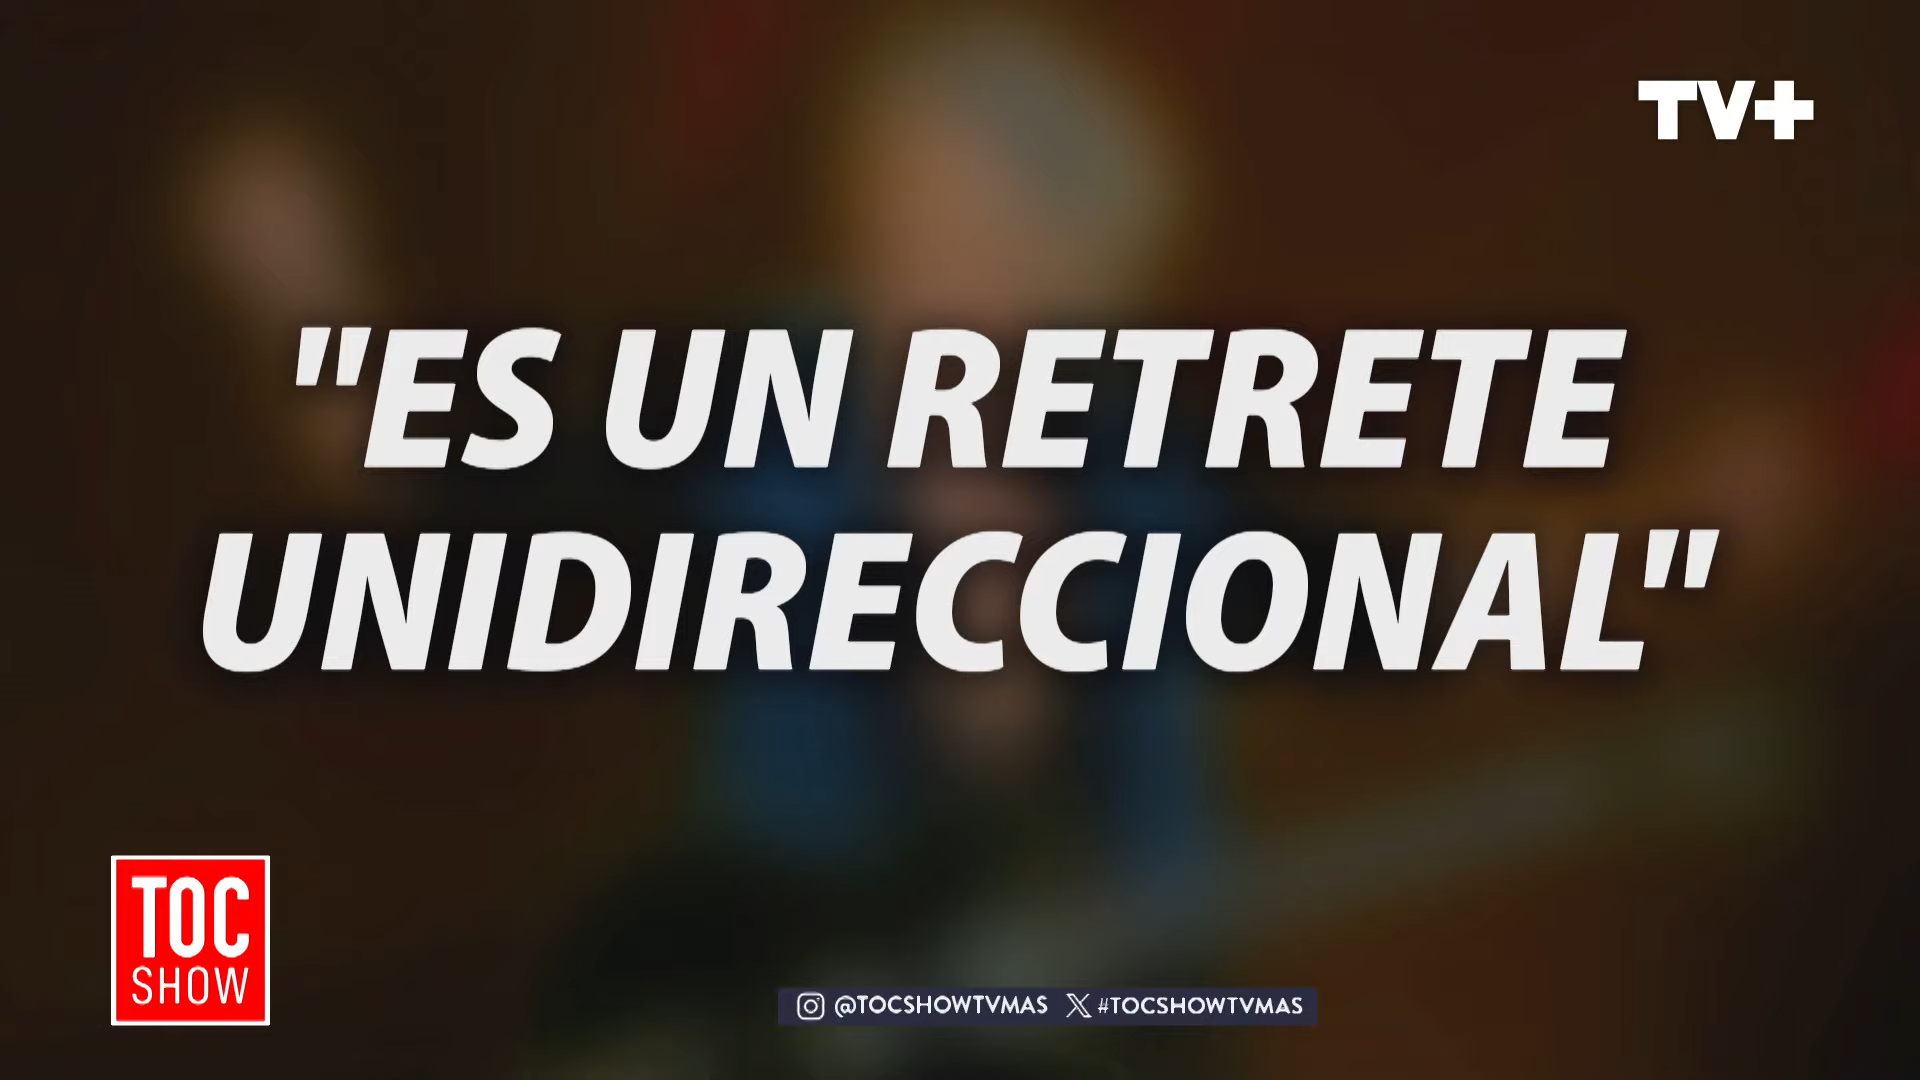 TV+
"ES UN RETRETE
UNIDIRECCIONAL"
TOC
SHOW
@TOCSHOWTVMAS #TOCSHOWTVMAS